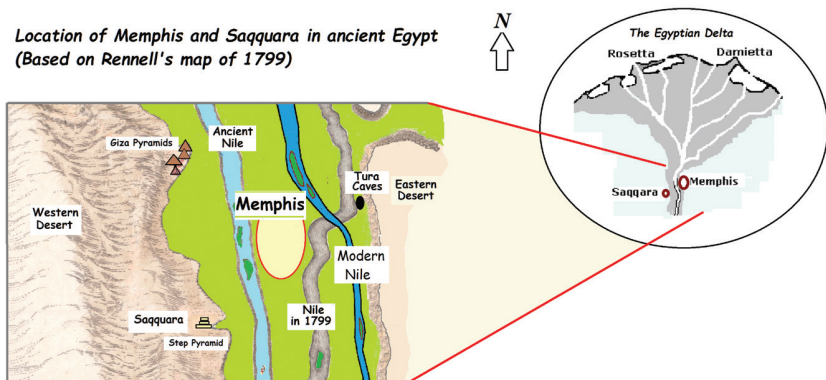 Location of Memphis and Saqquara in ancient Egypt
(Based on Rennell's map of 1799)
N
The Egyptian Delta
Rosetta
Damietta
Memphis
Saqqara
Giza Pyramids
Ancient
Nile
Tura
Caves
Eastern
Desert
Western
Desert
Memphis
Modern
Nile
Nile
in 1799
Saqquara
Step Pyramid